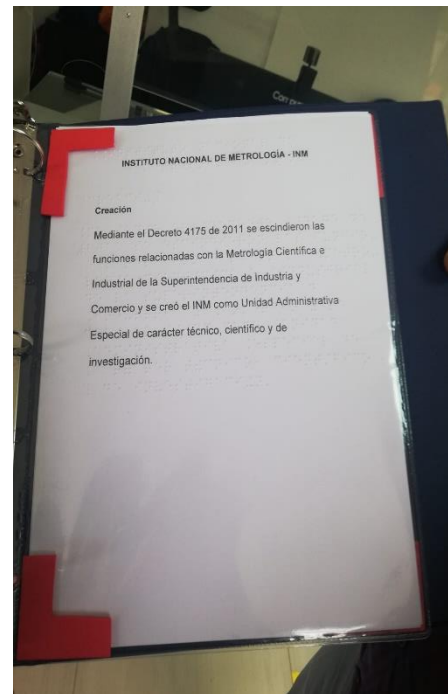 Con pu
INSTITUTO NACIONAL DE METROLOGÍA - INM
Creación
Mediante el Decreto 4175 de 2011 se escindieron las
funciones relacionadas con la Metrología Científica e
Industrial de la Superintendencia de Industria y
Comercio y se creó el INM como Unidad Administrativa
Especial de carácter técnico, científico y de
investigación.